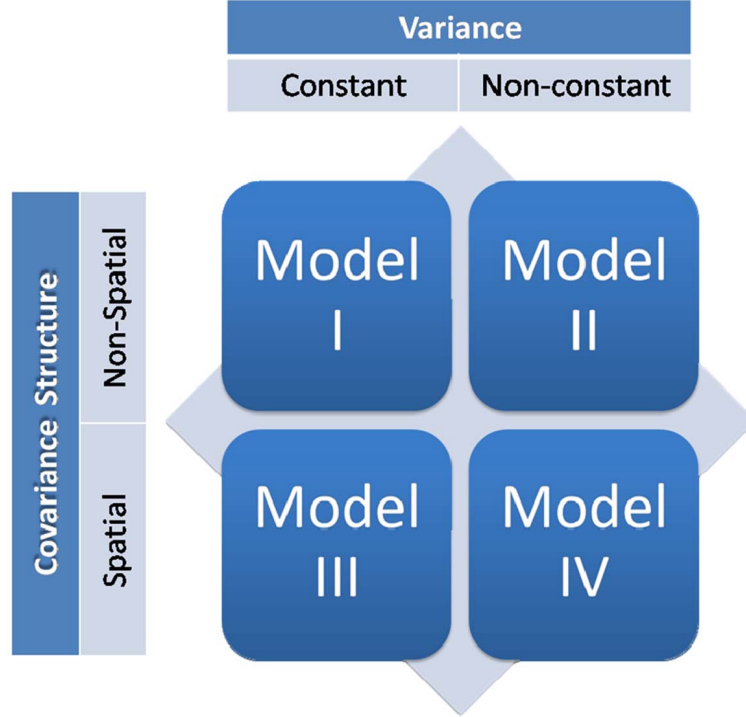 Variance
Constant Non-constant
Covariance Structure
Non-Spatial
Spatial
Model
I
Model
II
Model
III
Model
IV